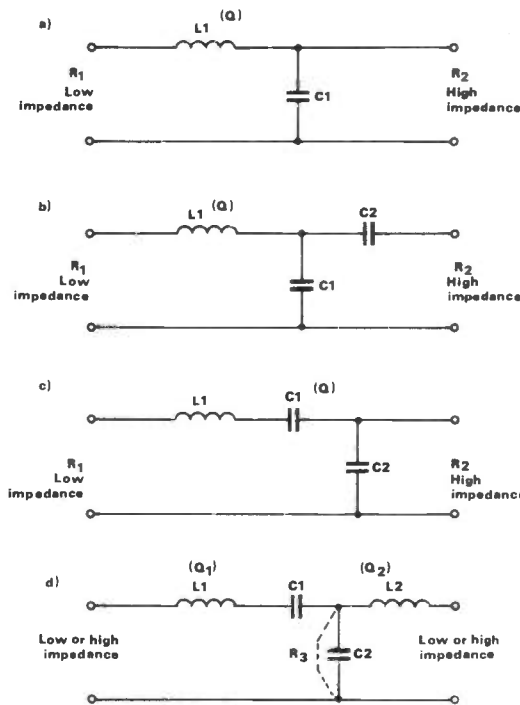 a)
L1
(Q)
R1
Low
impedance
C1
R2
High
impedance
b)
L1
(Q)
C2
R1
Low
impedance
C1
R2
High
impedance
c)
L1
C1
(Q)
R1
Low
impedance
C2
R2
High
impedance
d)
(Q1)
L1
C1
(Q2)
L2
Low or high
impedance
R3
C2
Low or high
impedance